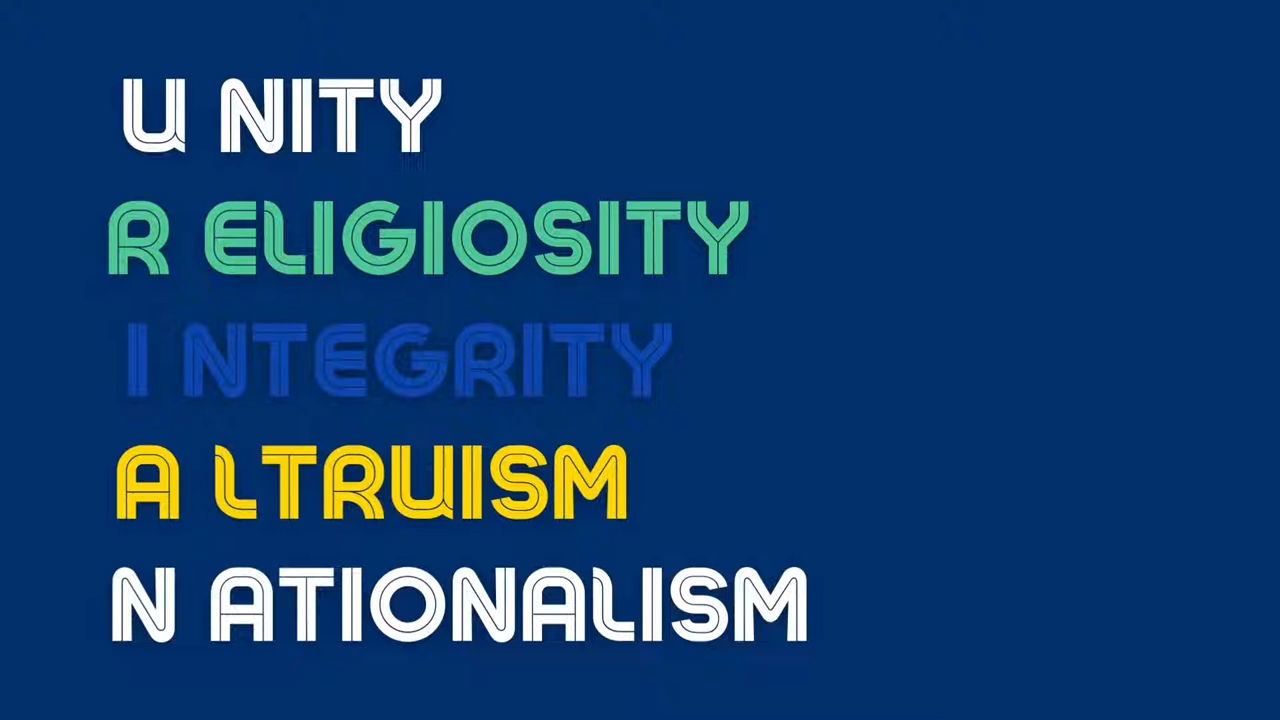 U NITY
R ELIGIOSITY
I NTEGRITY
A LTRUISM
N ATIONALISM